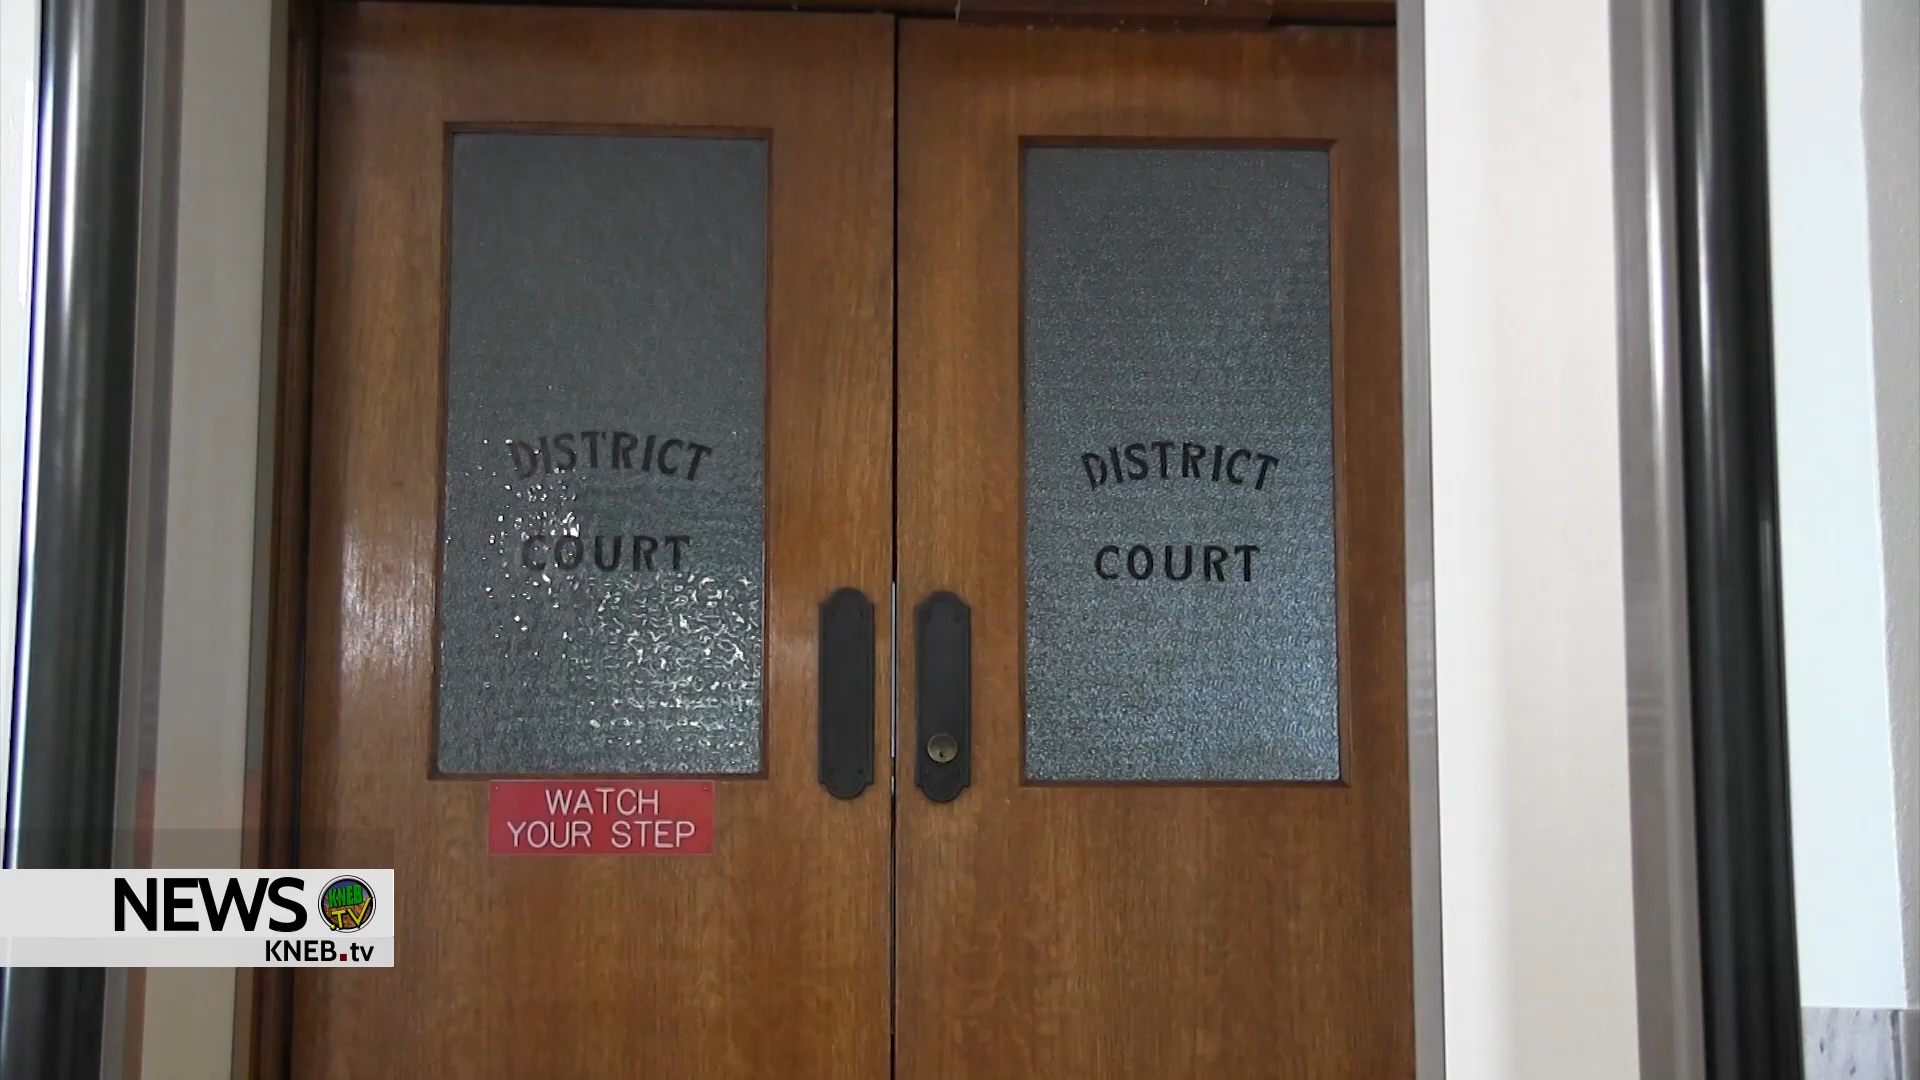 DISTRICT
COURT
DISTRICT
COURT
WATCH
YOUR STEP
NEWS
KNEB
.TV
KNEB.tv